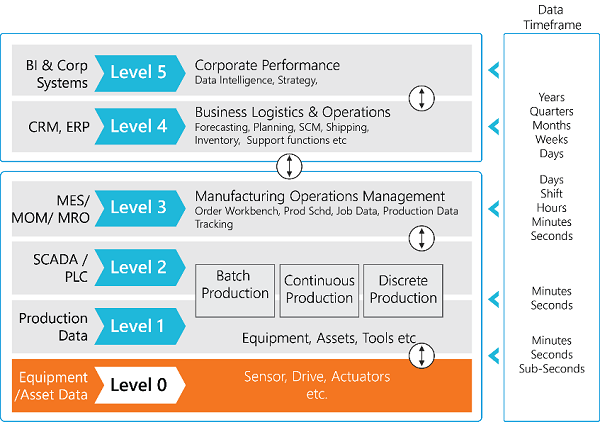 Data
Timeframe
BI & Corp
Systems
Level 5
Corporate Performance
Data Intelligence, Strategy,
CRM, ERP
Level 4
Business Logistics & Operations
Forecasting, Planning, SCM, Shipping,
Inventory, Support functions etc
Years
Quarters
Months
Weeks
Days
MES/
MOM/ MRO
Level 3
Manufacturing Operations Management
Order Workbench, Prod Schd, Job Data, Production Data
Tracking
Days
Shift
Hours
Minutes
Seconds
SCADA /
PLC
Level 2
Batch
Production
Continuous
Production
Discrete
Production
Minutes
Seconds
Production
Data
Level 1
Equipment, Assets, Tools etc
Minutes
Seconds
Sub-Seconds
Equipment
/Asset Data
Level 0
Sensor, Drive, Actuators
etc.